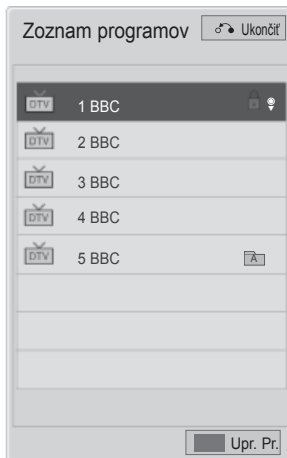 Zoznam programov
Ukončiť
DTV 1 BBC
DTV 2 BBC
DTV 3 BBC
DTV 4 BBC
DTV 5 BBC A
Upr. Pr.